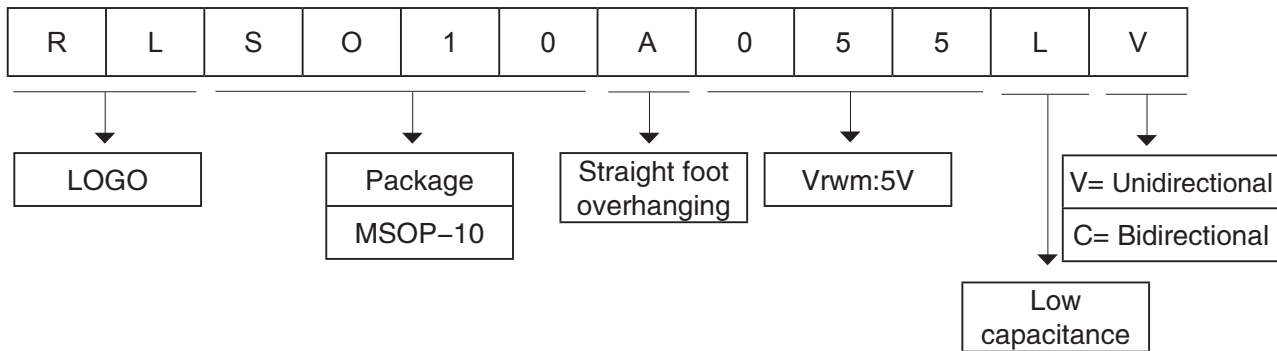 R L S O 1 0 A 0 5 5 L V
LOGO
Package
MSOP–10
Straight foot
overhanging
Vrwm:5V
V= Unidirectional
C= Bidirectional
Low
capacitance